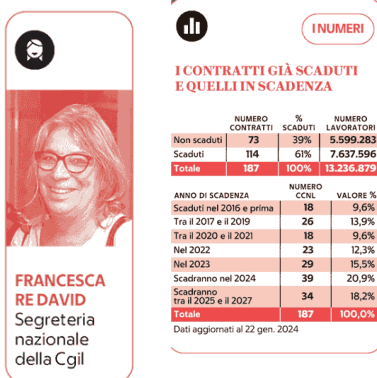 FRANCESCA
RE DAVID
Segreteria
nazionale
della Cgil
I NUMERI
I CONTRATTI GIÀ SCADUTI
E QUELLI IN SCADENZA
NUMERO CONTRATTI % SCADUTI NUMERO LAVORATORI
Non scaduti 73 39% 5.599.283
Scaduti 114 61% 7.637.596
Totale 187 100% 13.236.879
ANNO DI SCADENZA NUMERO CCNL VALORE %
Scaduti nel 2016 e prima 18 9,6%
Tra il 2017 e il 2019 26 13,9%
Tra il 2020 e il 2021 18 9,6%
Nel 2022 23 12,3%
Nel 2023 29 15,5%
Scadranno nel 2024 39 20,9%
Scadranno
tra il 2025 e il 2027 34 18,2%
Totale 187 100,0%
Dati aggiornati al 22 gen. 2024